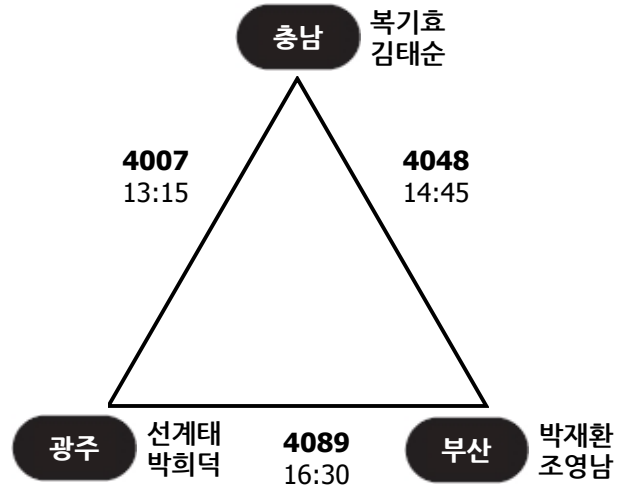 충남
복기효
김태순
4007
13:15
4048
14:45
광주
선계태
박희덕
4089
16:30
부산
박재환
조영남